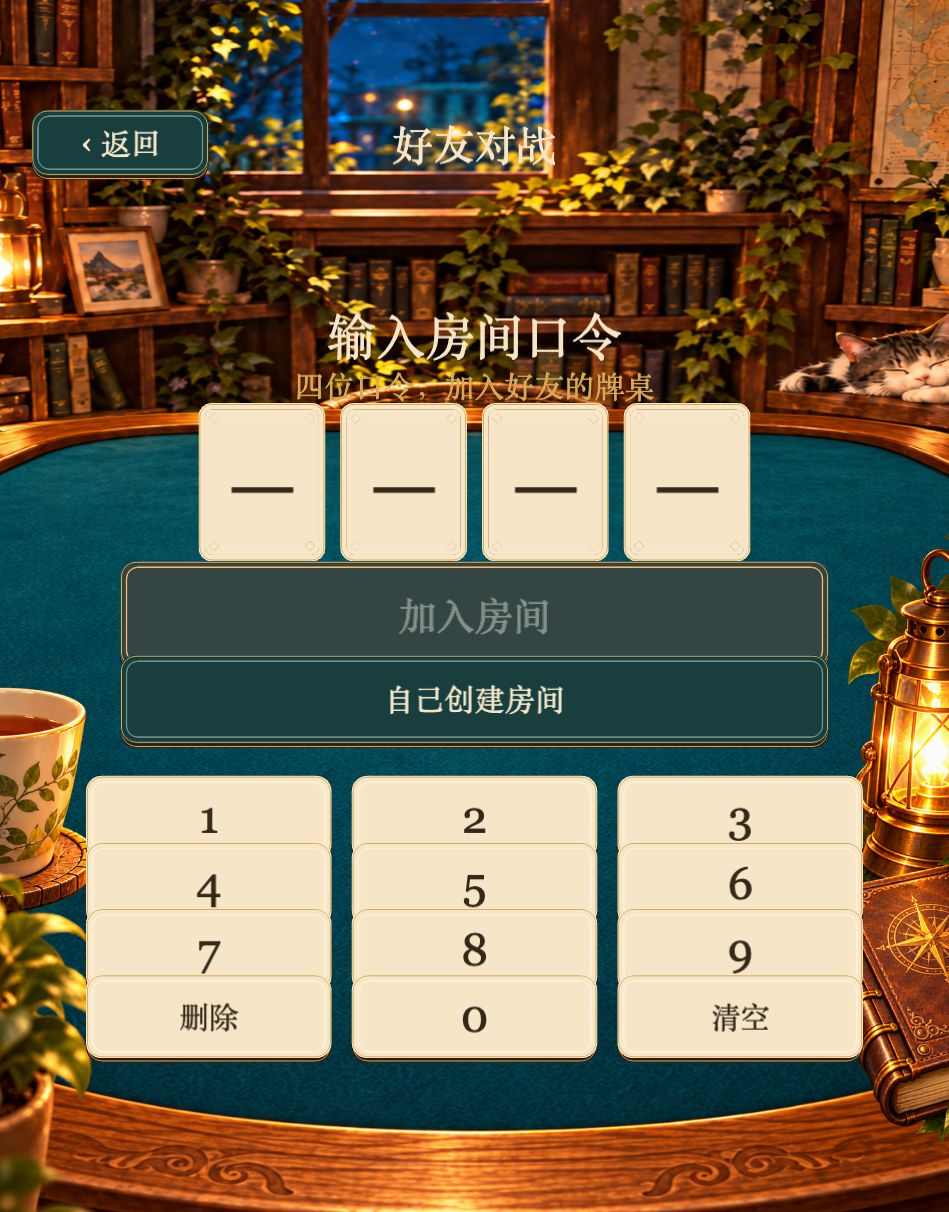 ‹ 返回
好友对战
输入房间口令
四位口令，加入好友的牌桌
— — — —
加入房间
自己创建房间
1 2 3
4 5 6
7 8 9
删除 0 清空